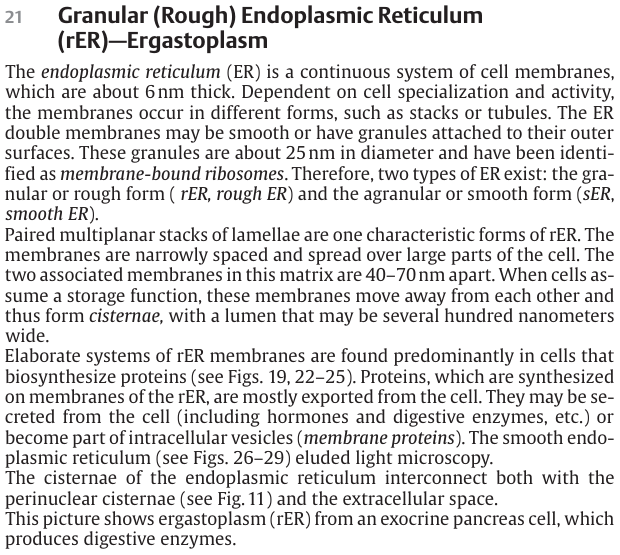 21 Granular (Rough) Endoplasmic Reticulum
(rER)—Ergastoplasm
The endoplasmic reticulum (ER) is a continuous system of cell membranes,
which are about 6 nm thick. Dependent on cell specialization and activity,
the membranes occur in different forms, such as stacks or tubules. The ER
double membranes may be smooth or have granules attached to their outer
surfaces. These granules are about 25 nm in diameter and have been identi-
fied as membrane-bound ribosomes. Therefore, two types of ER exist: the gra-
nular or rough form ( rER, rough ER) and the agranular or smooth form (sER,
smooth ER).
Paired multiplanar stacks of lamellae are one characteristic forms of rER. The
membranes are narrowly spaced and spread over large parts of the cell. The
two associated membranes in this matrix are 40–70 nm apart. When cells as-
sume a storage function, these membranes move away from each other and
thus form cisternae, with a lumen that may be several hundred nanometers
wide.
Elaborate systems of rER membranes are found predominantly in cells that
biosynthesize proteins (see Figs. 19, 22–25). Proteins, which are synthesized
on membranes of the rER, are mostly exported from the cell. They may be se-
creted from the cell (including hormones and digestive enzymes, etc.) or
become part of intracellular vesicles (membrane proteins). The smooth endo-
plasmic reticulum (see Figs. 26–29) eluded light microscopy.
The cisternae of the endoplasmic reticulum interconnect both with the
perinuclear cisternae (see Fig. 11) and the extracellular space.
This picture shows ergastoplasm (rER) from an exocrine pancreas cell, which
produces digestive enzymes.